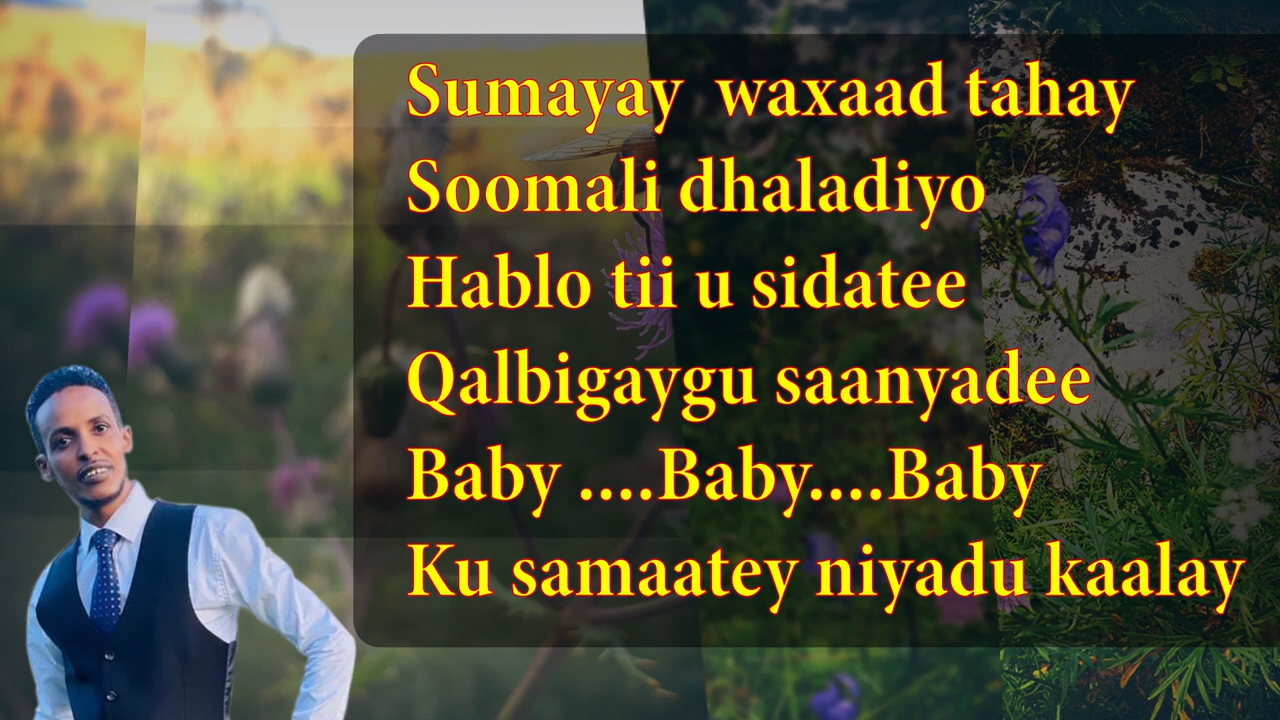 Sumayay waxaad tahay
Soomali dhaladiyo
Hablo tii u sidatee
Qalbigaygu saanyadee
Baby ....Baby....Baby
Ku samaatey niyadu kaalay